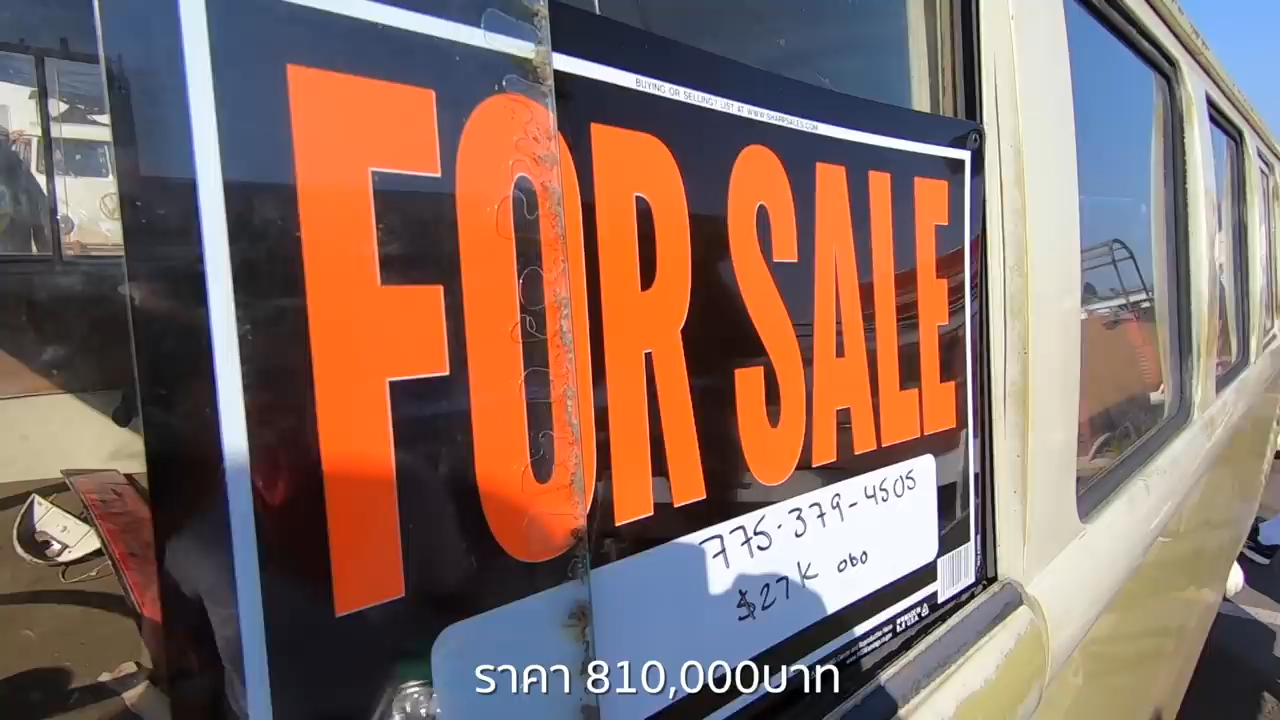 BUYING OR SELLING? LIST AT WWW.SHARPSALES.COM
FOR SALE
775-379-4505
$27K obo
ราคา 810,000บาท